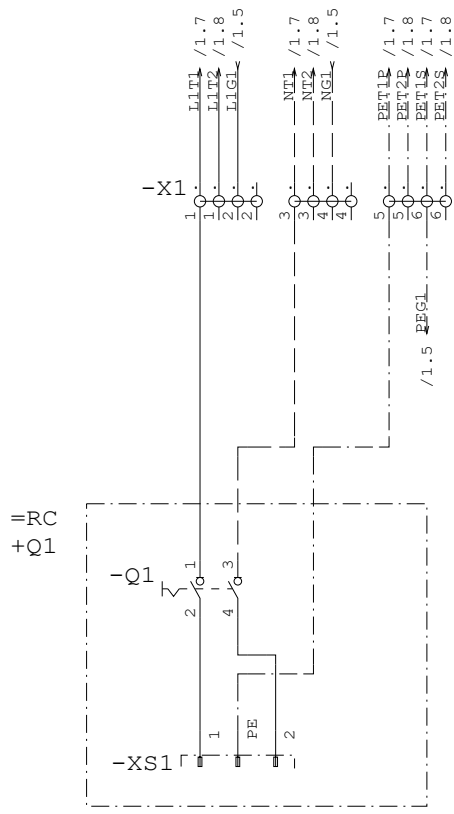 /1.7
/1.8
/1.5
/1.7
/1.8
/1.5
/1.7
/1.8
/1.7
/1.8
L1T1
L1T2
L1G1
NT1
NT2
NG1
PET1P
PET2P
PET1S
PET2S
-X1
1
1
2
2
3
3
4
4
5
5
6
6
PEG1
/1.5
=RC
+Q1
-Q1
1
3
2
4
1
PE
2
-XS1